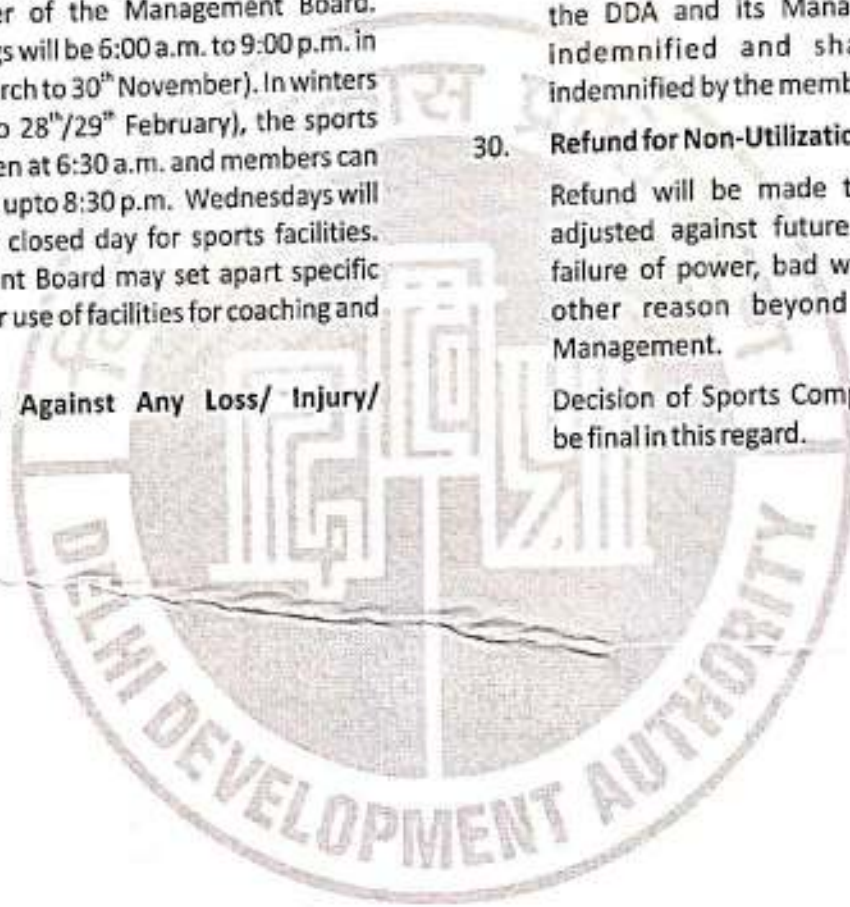 er of the Management Board.
gs will be 6:00 a.m. to 9:00 p.m. in
rch to 30th November). In winters
o 28th/29th February), the sports
en at 6:30 a.m. and members can
upto 8:30 p.m. Wednesdays will
closed day for sports facilities.
nt Board may set apart specific
r use of facilities for coaching and
Against Any Loss/ Injury/
the DDA and its Mana
indemnified and sha
indemnified by the memb
30. Refund for Non-Utilizatio
Refund will be made t
adjusted against future
failure of power, bad w
other reason beyond
Management.
Decision of Sports Comp
be final in this regard.
DELHI DEVELOPMENT AUTHORITY